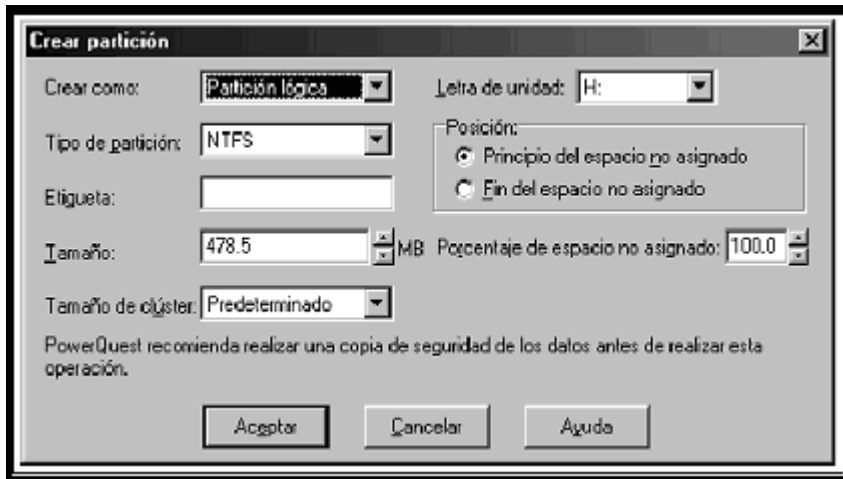 Crear partición
Crear como: Partición lógica Letra de unidad: H:
Tipo de partición: NTFS Posición:
Principio del espacio no asignado
Etiqueta: Fin del espacio no asignado
Tamaño: 478.5 MB Porcentaje de espacio no asignado: 100.0
Tamaño de clúster: Predeterminado
PowerQuest recomienda realizar una copia de seguridad de los datos antes de realizar esta
operación.
Aceptar Cancelar Ayuda